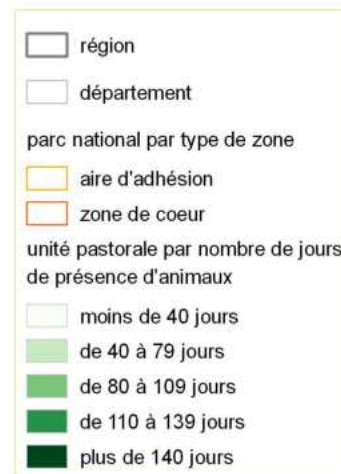 région
département
parc national par type de zone
aire d'adhésion
zone de coeur
unité pastorale par nombre de jours
de présence d'animaux
moins de 40 jours
de 40 à 79 jours
de 80 à 109 jours
de 110 à 139 jours
plus de 140 jours